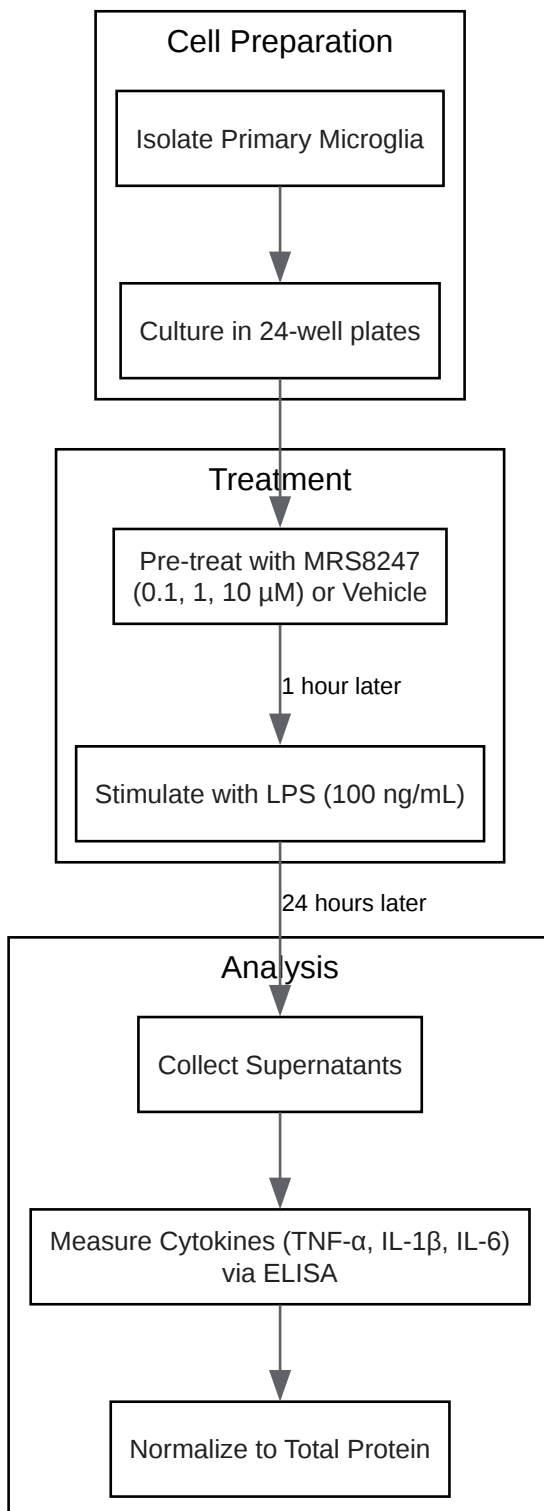 Cell Preparation
Isolate Primary Microglia
Culture in 24-well plates
Treatment
Pre-treat with MRS8247
(0.1, 1, 10 µM) or Vehicle
1 hour later
Stimulate with LPS (100 ng/mL)
24 hours later
Analysis
Collect Supernatants
Measure Cytokines (TNF-α, IL-1β, IL-6)
via ELISA
Normalize to Total Protein